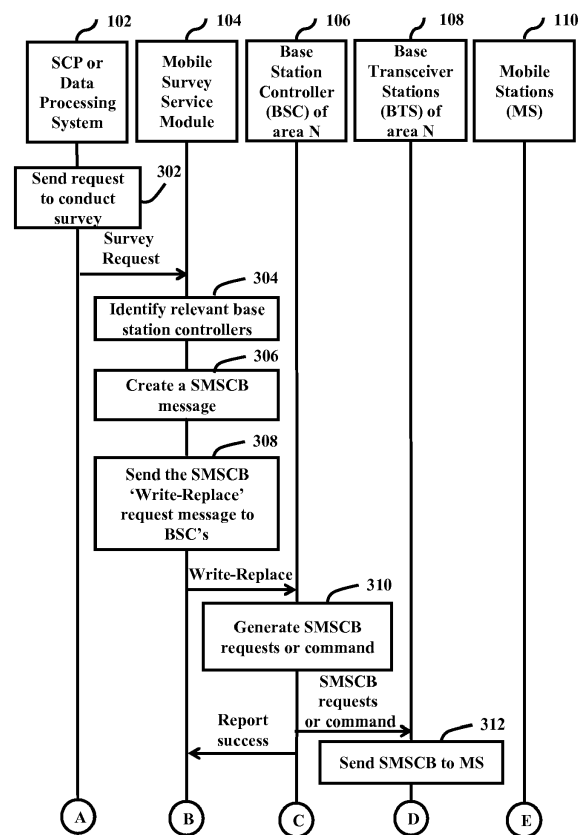 102
104
106
108
110
SCP or
Data
Processing
System
Mobile
Survey
Service
Module
Base
Station
Controller
(BSC) of
area N
Base
Transceiver
Stations
(BTS) of
area N
Mobile
Stations
(MS)
Send request
to conduct
survey
302
Survey
Request
304
Identify relevant base
station controllers
306
Create a SMSCB
message
308
Send the SMSCB
‘Write-Replace’
request message to
BSC's
Write-Replace
310
Generate SMSCB
requests or command
SMSCB
requests
or command
Report
success
312
Send SMSCB to MS
A
B
C
D
E